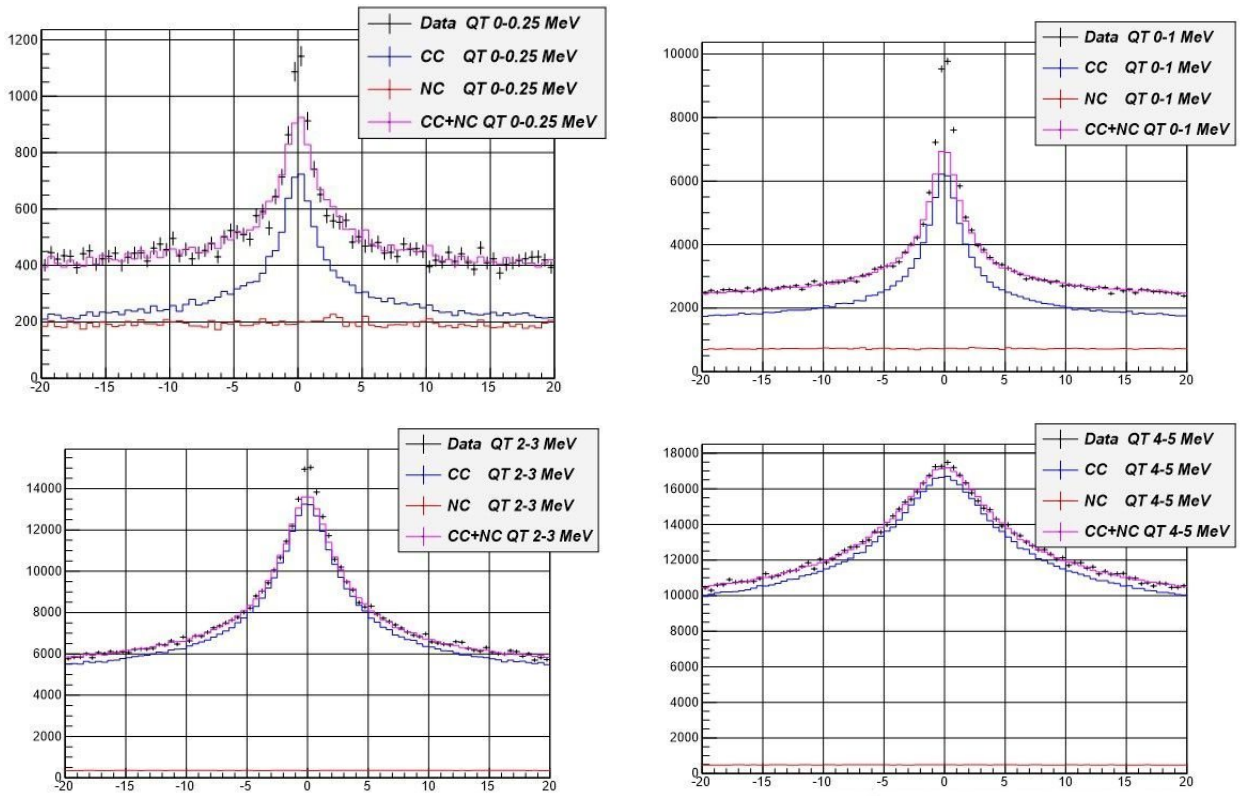 Data QT 0-0.25 MeV
CC QT 0-0.25 MeV
NC QT 0-0.25 MeV
CC+NC QT 0-0.25 MeV
1200
1000
800
600
400
200
0
-20 -15 -10 -5 0 5 10 15 20
Data QT 0-1 MeV
CC QT 0-1 MeV
NC QT 0-1 MeV
CC+NC QT 0-1 MeV
10000
8000
6000
4000
2000
0
-20 -15 -10 -5 0 5 10 15 20
Data QT 2-3 MeV
CC QT 2-3 MeV
NC QT 2-3 MeV
CC+NC QT 2-3 MeV
14000
12000
10000
8000
6000
4000
2000
0
-20 -15 -10 -5 0 5 10 15 20
Data QT 4-5 MeV
CC QT 4-5 MeV
NC QT 4-5 MeV
CC+NC QT 4-5 MeV
18000
16000
14000
12000
10000
8000
6000
4000
2000
0
-20 -15 -10 -5 0 5 10 15 20